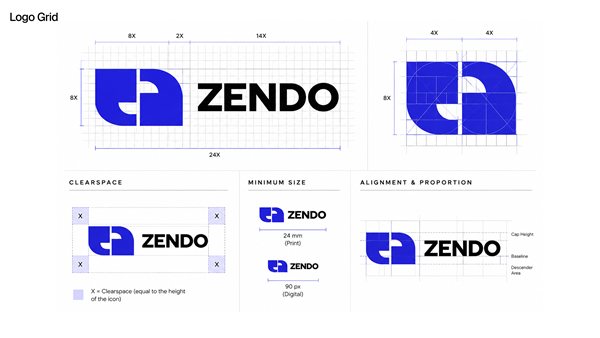 Logo Grid
8X 2X 14X
8X
ZENDO
24X
4X 4X
8X
CLEARSPACE
X X
ZENDO
X X
X = Clearspace (equal to the height
of the icon)
MINIMUM SIZE
ZENDO
24 mm
(Print)
ZENDO
90 px
(Digital)
ALIGNMENT & PROPORTION
ZENDO
Cap Height
Baseline
Descender
Area